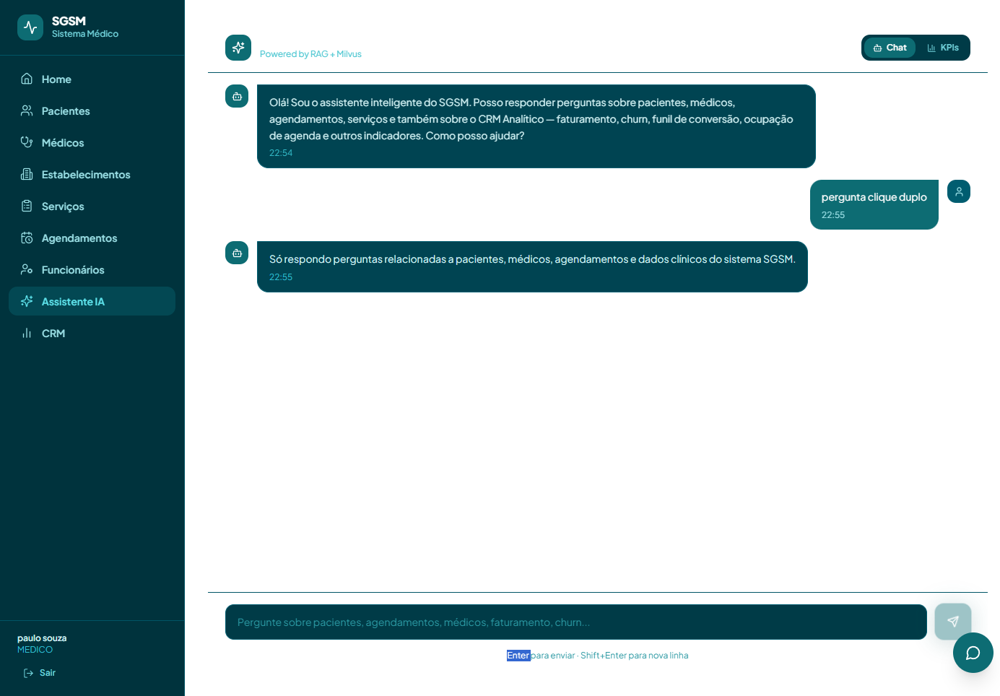 SGSM
Sistema Médico
Home
Pacientes
Médicos
Estabelecimentos
Serviços
Agendamentos
Funcionários
Assistente IA
CRM
paulo souza
MEDICO
Sair
Powered by RAG + Milvus
Chat
KPIs
Olá! Sou o assistente inteligente do SGSM. Posso responder perguntas sobre pacientes, médicos,
agendamentos, serviços e também sobre o CRM Analítico — faturamento, churn, funil de conversão, ocupação
de agenda e outros indicadores. Como posso ajudar?
22:54
pergunta clique duplo
22:55
Só respondo perguntas relacionadas a pacientes, médicos, agendamentos e dados clínicos do sistema SGSM.
22:55
Pergunte sobre pacientes, agendamentos, médicos, faturamento, churn...
Enter para enviar · Shift+Enter para nova linha